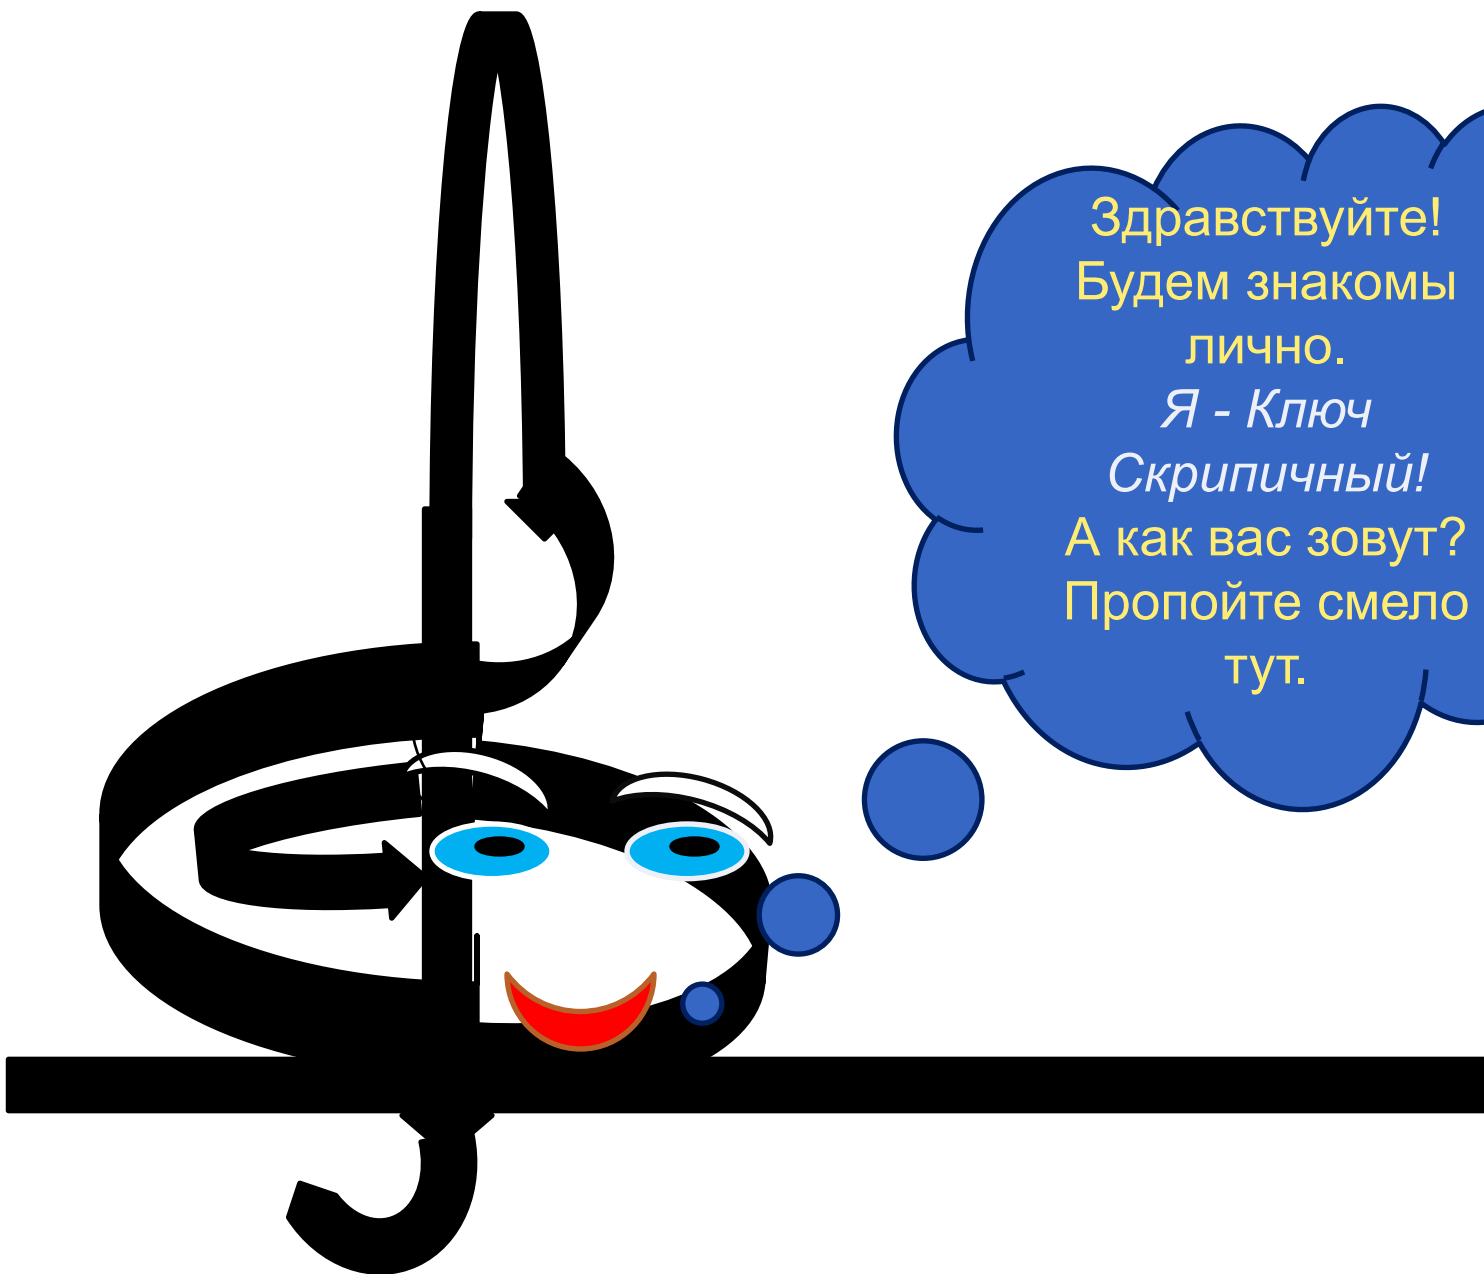 Здравствуйте!
Будем знакомы
лично.
Я - Ключ
Скрипичный!
А как вас зовут?
Пропойте смело
тут.